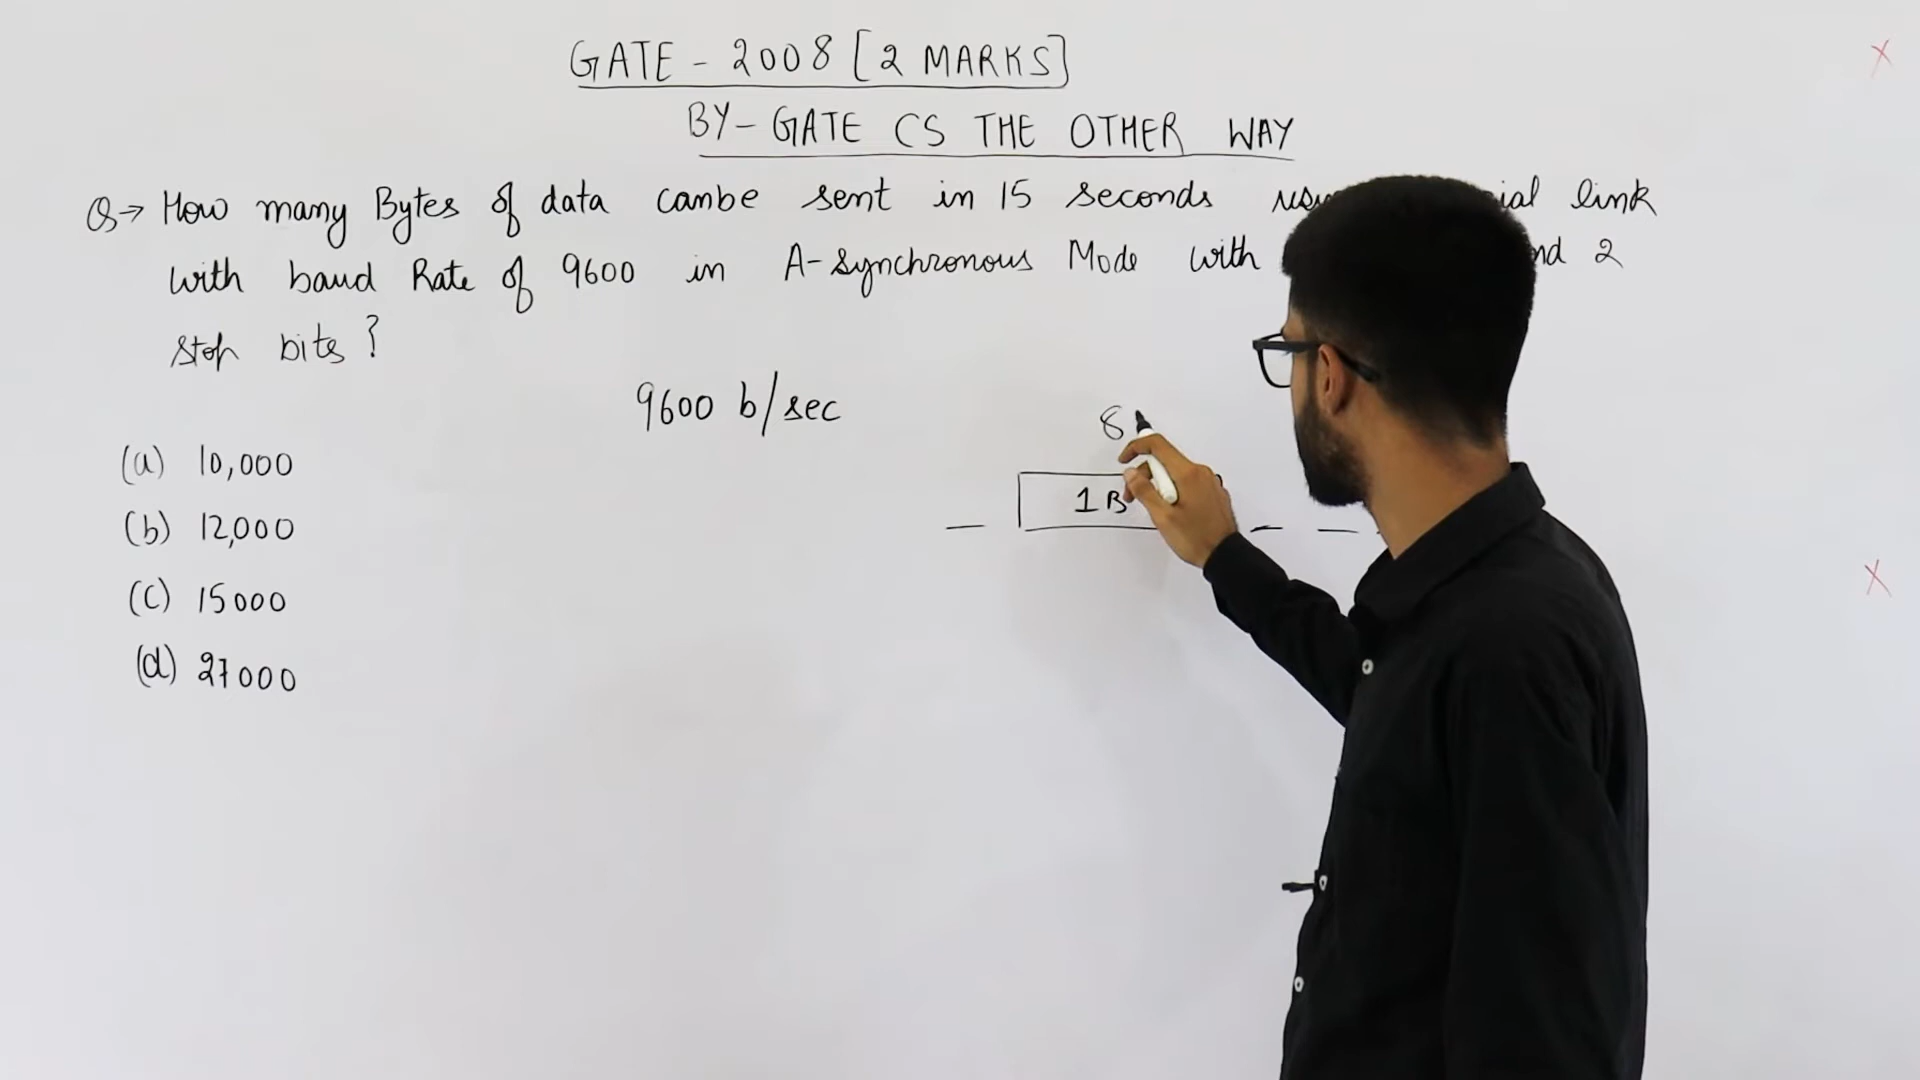 GATE - 2008 [2 MARKS]
BY - GATE CS THE OTHER WAY
Q→ How many Bytes of data canbe sent in 15 seconds link
with baud Rate of 9600 in A-synchronous Mode with 2
stop bits?
9600 b/sec
8
(a) 10,000
1B
(b) 12,000
(c) 15000
(d) 27000